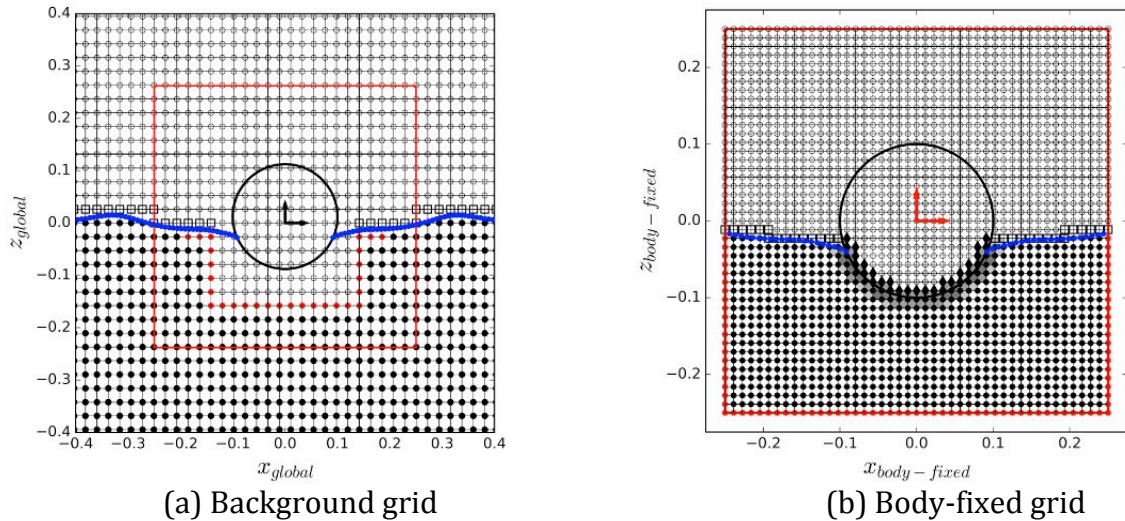 0.4
0.3
0.2
0.1
0.0
−0.1
−0.2
−0.3
−0.4
z_global
−0.4 −0.3 −0.2 −0.1 0.0 0.1 0.2 0.3 0.4
x_global
(a) Background grid
0.2
0.1
0.0
−0.1
−0.2
z_body−fixed
−0.2 −0.1 0.0 0.1 0.2
x_body−fixed
(b) Body-fixed grid